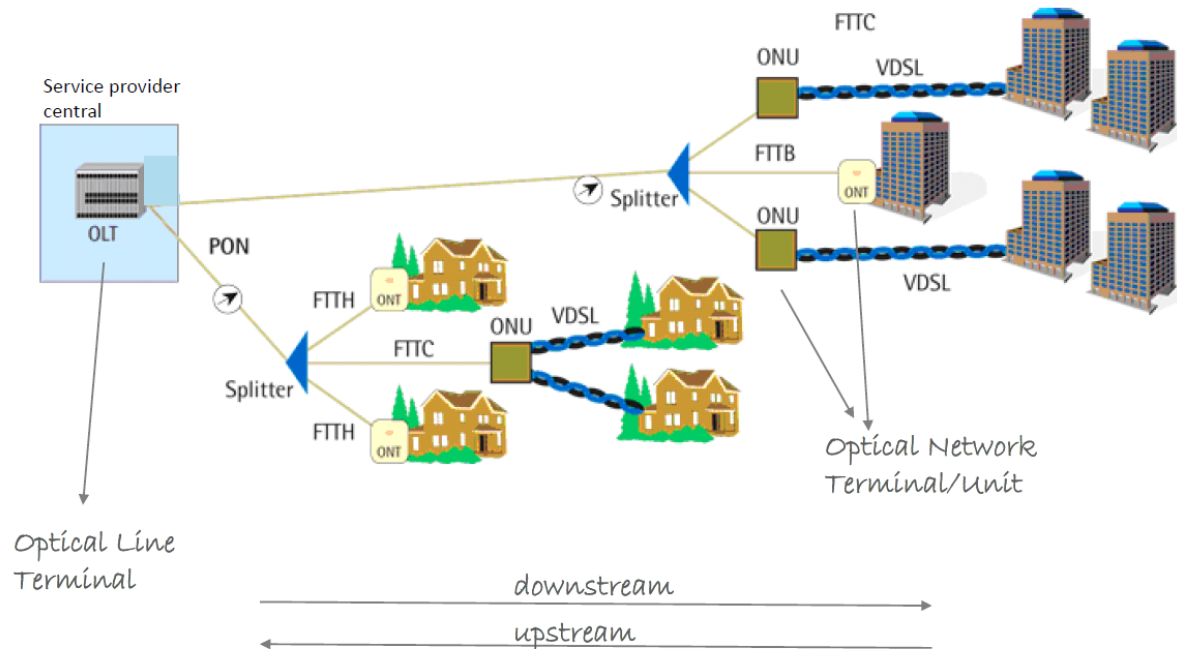 FTTC
ONU
VDSL
Service provider
central
FTTB
ONT
Splitter
OLT
ONU
PON
VDSL
FTTH
ONT
ONU
VDSL
FTTC
Splitter
FTTH
ONT
Optical Network
Terminal/Unit
Optical Line
Terminal
downstream
upstream